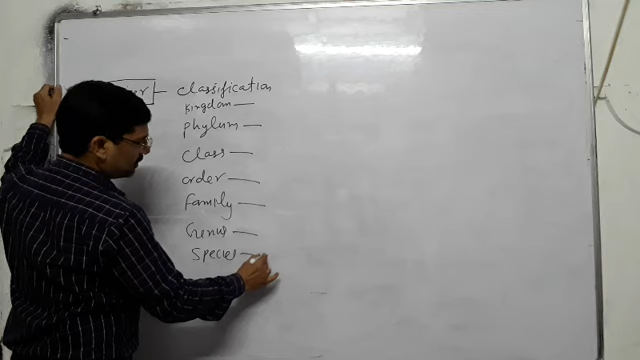 classification
Kingdom —
phylum —
class —
order —
family —
Genus —
Species —